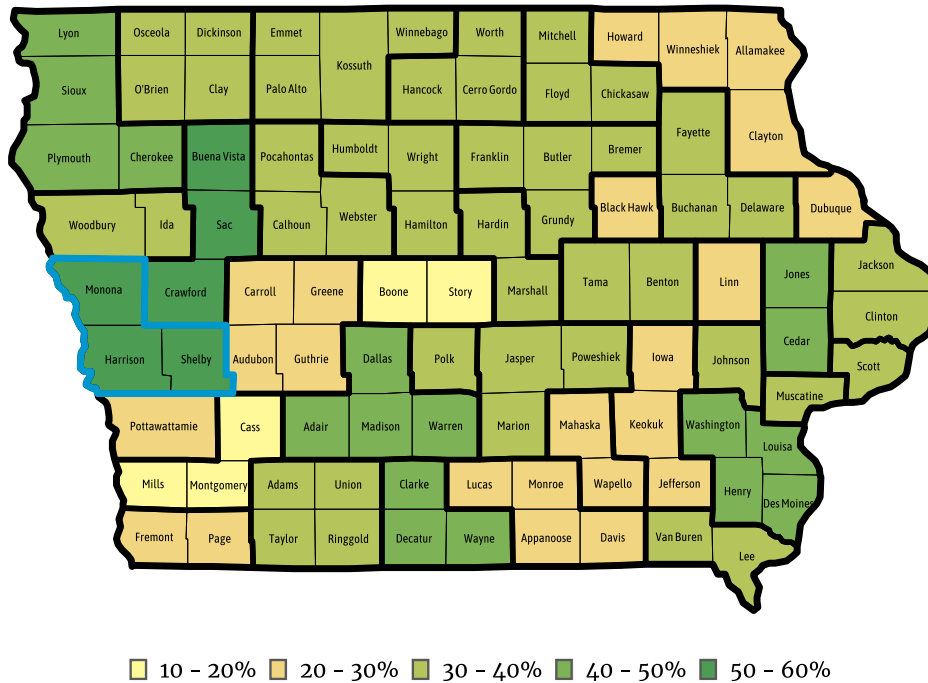 Lyon Osceola Dickinson Emmet Winnebago Worth Mitchell Howard Winneshiek Allamakee
Kossuth
Sioux O'Brien Clay Palo Alto Hancock Cerro Gordo Floyd Chickasaw
Fayette Clayton
Plymouth Cherokee Buena Vista Pocahontas Humboldt Wright Franklin Butler Bremer
Woodbury Ida Sac Calhoun Webster Hamilton Hardin Grundy Black Hawk Buchanan Delaware Dubuque
Jackson
Monona Crawford Carroll Greene Boone Story Marshall Tama Benton Linn Jones
Clinton
Harrison Shelby Audubon Guthrie Dallas Polk Jasper Poweshiek Iowa Johnson Cedar
Scott
Muscatine
Pottawattamie Cass Adair Madison Warren Marion Mahaska Keokuk Washington
Louisa
Mills Montgomery Adams Union Clarke Lucas Monroe Wapello Jefferson Henry
Des Moines
Fremont Page Taylor Ringgold Decatur Wayne Appanoose Davis Van Buren
Lee
10 - 20% 20 - 30% 30 - 40% 40 - 50% 50 - 60%